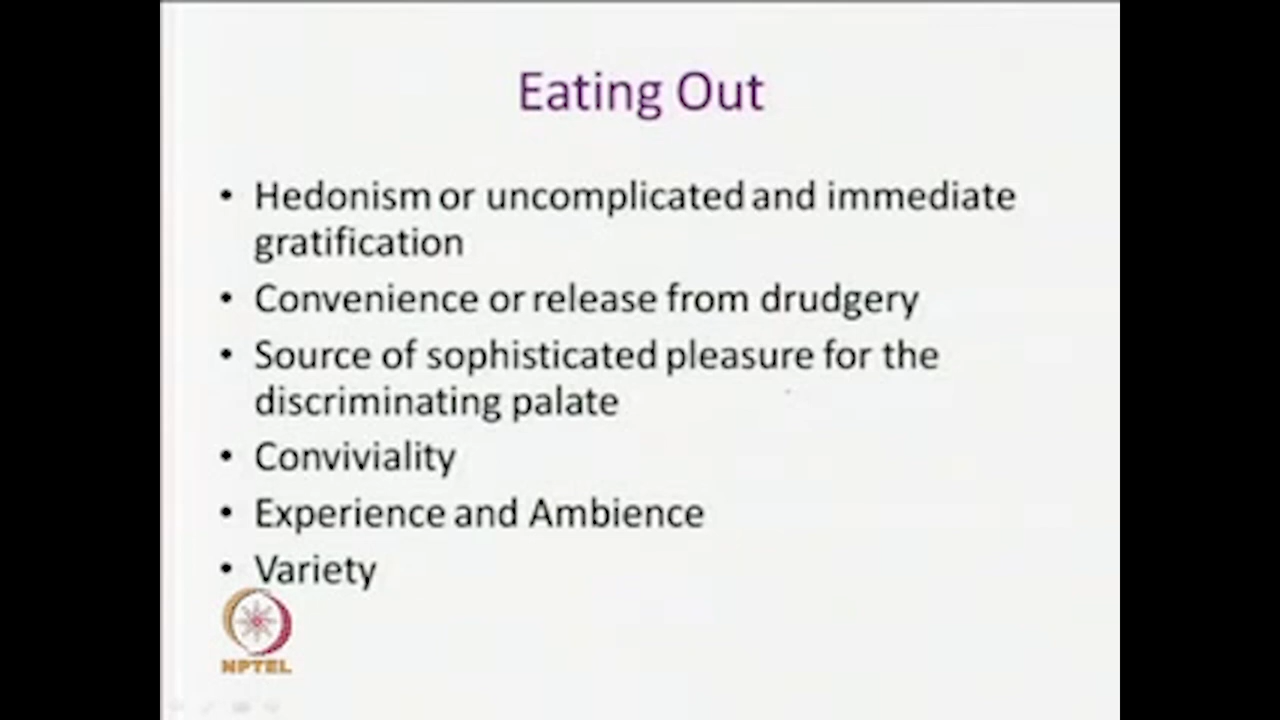 Eating Out
• Hedonism or uncomplicated and immediate
gratification
• Convenience or release from drudgery
• Source of sophisticated pleasure for the
discriminating palate
• Conviviality
• Experience and Ambience
• Variety
NPTEL